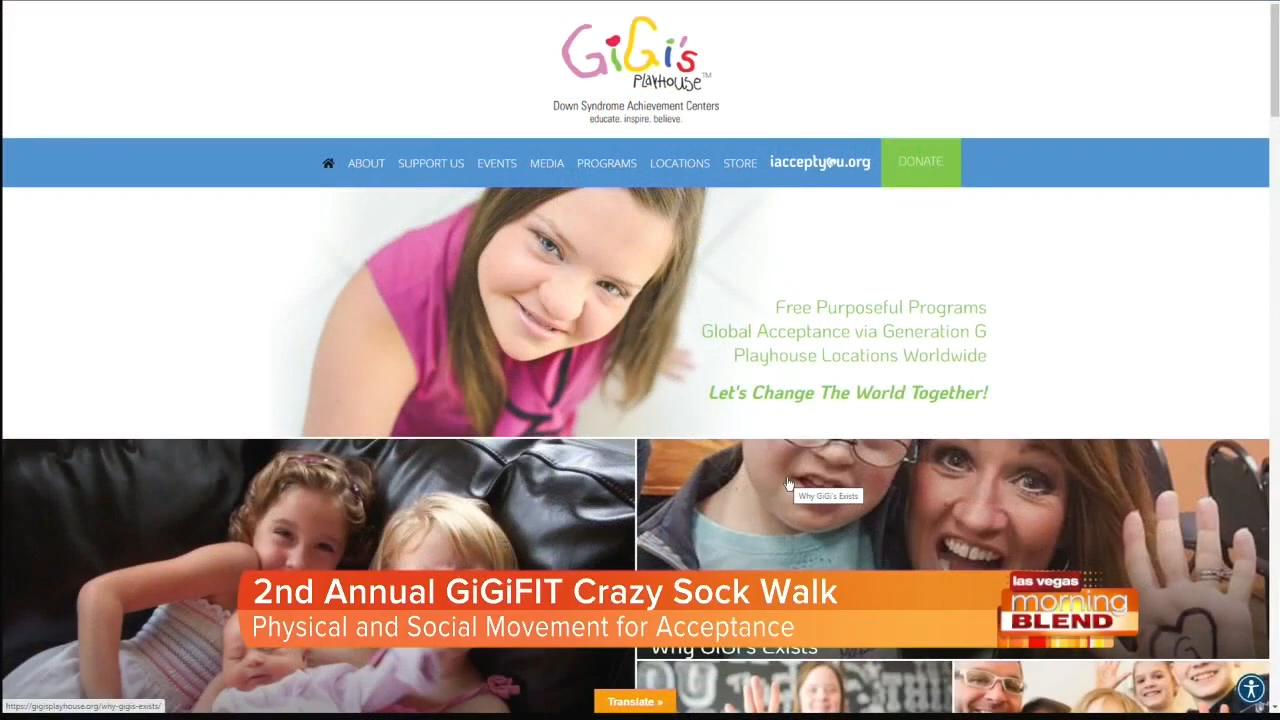 GiGi's
PLAYHOUSE™
Down Syndrome Achievement Centers
educate. inspire. believe.
ABOUT SUPPORT US EVENTS MEDIA PROGRAMS LOCATIONS STORE iacceptyou.org DONATE
Free Purposeful Programs
Global Acceptance via Generation G
Playhouse Locations Worldwide
Let's Change The World Together!
Why GiGi's Exists
2nd Annual GiGiFIT Crazy Sock Walk
Physical and Social Movement for Acceptance
las vegas
morning
BLEND
Why GiGi's Exists
Translate »
https://gigisplayhouse.org/why-gigis-exists/